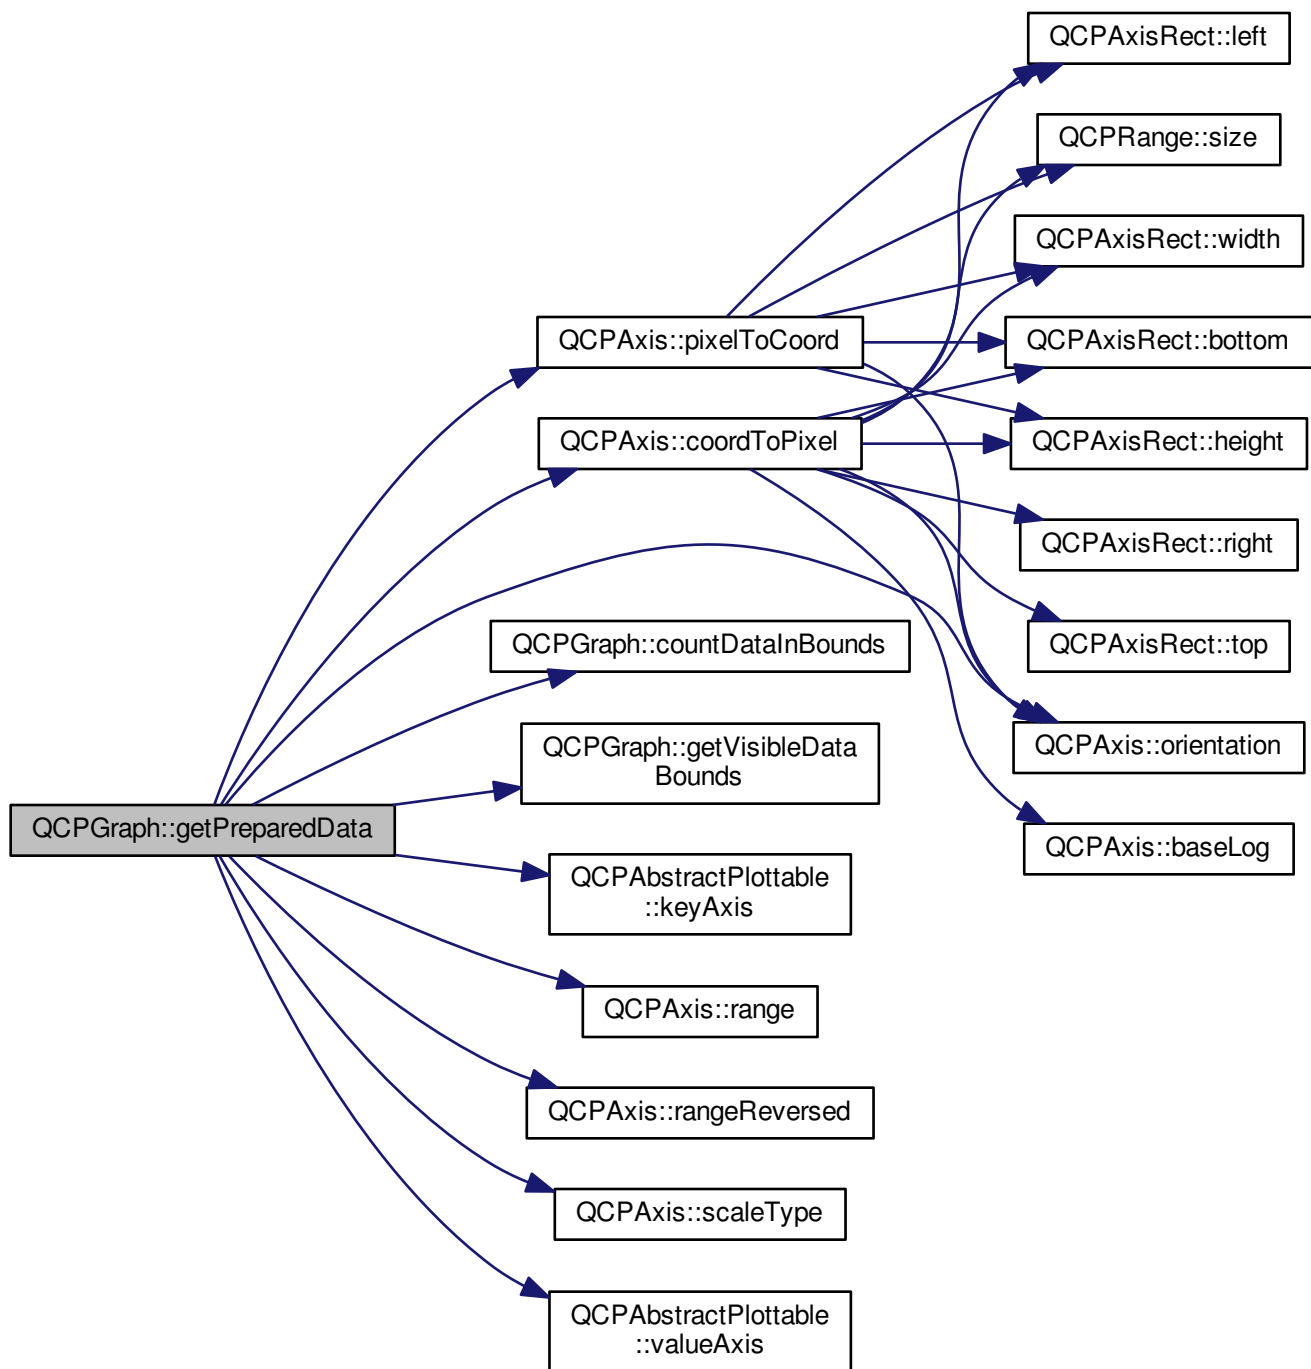 QCPAxisRect::left
QCPRange::size
QCPAxisRect::width
QCPAxis::pixelToCoord
QCPAxisRect::bottom
QCPAxis::coordToPixel
QCPAxisRect::height
QCPAxisRect::right
QCPGraph::countDataInBounds
QCPAxisRect::top
QCPGraph::getVisibleData
Bounds
QCPAxis::orientation
QCPGraph::getPreparedData
QCPAxis::baseLog
QCPAbstractPlottable
::keyAxis
QCPAxis::range
QCPAxis::rangeReversed
QCPAxis::scaleType
QCPAbstractPlottable
::valueAxis